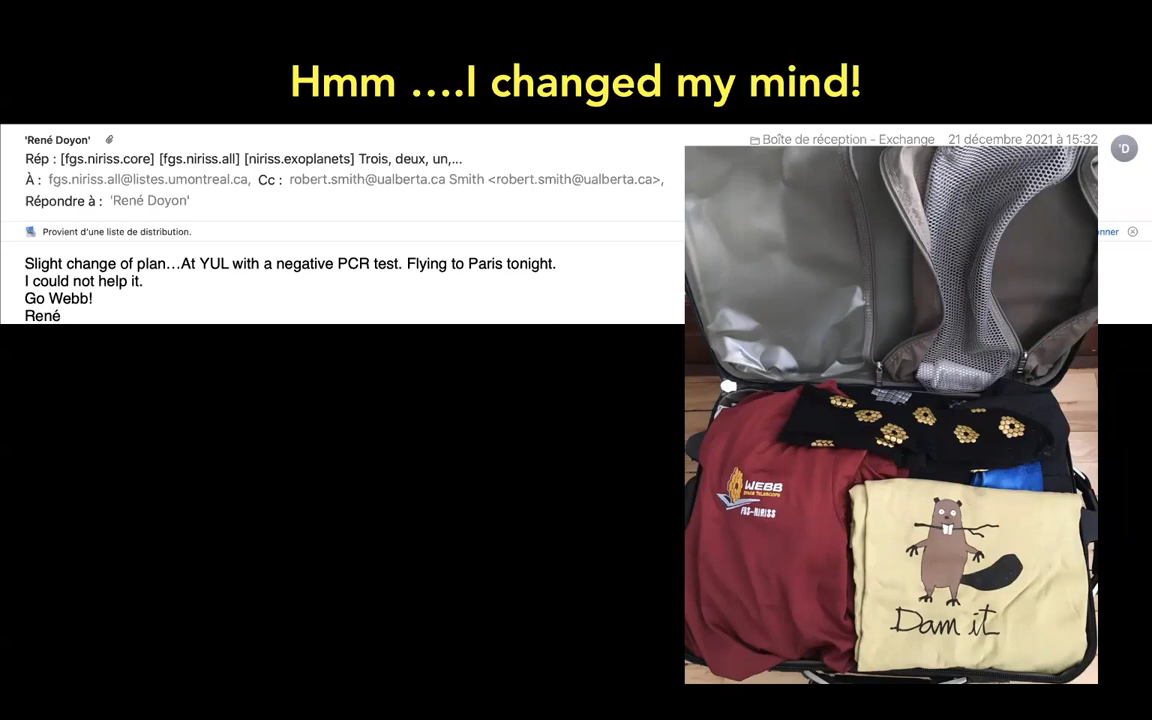 Hmm ....I changed my mind!
'René Doyon'
Boîte de réception - Exchange 21 décembre 2021 à 15:32
'D
Rép : [fgs.niriss.core] [fgs.niriss.all] [niriss.exoplanets] Trois, deux, un,...
À : fgs.niriss.all@listes.umontreal.ca, Cc : robert.smith@ualberta.ca Smith <robert.smith@ualberta.ca>,
Répondre à : 'René Doyon'
Provient d'une liste de distribution.
nner
Slight change of plan…At YUL with a negative PCR test. Flying to Paris tonight.
I could not help it.
Go Webb!
René
WEBB
SPACE TELESCOPE
FGS-NIRISS
Dam it